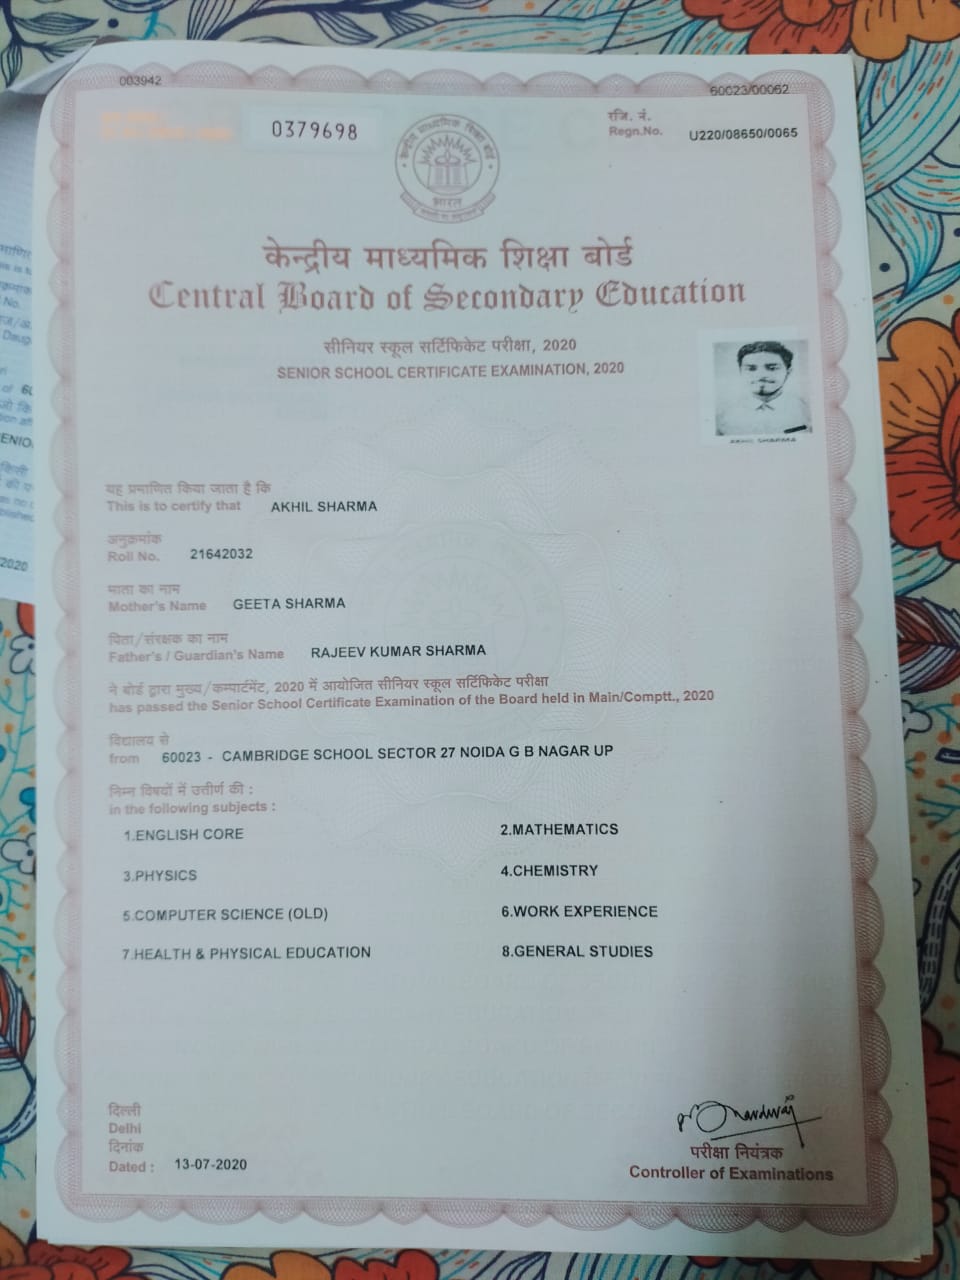 003942
60023/00062
0379698
रजि. नं.
Regn.No. U220/08650/0065
केन्द्रीय माध्यमिक शिक्षा बोर्ड
भारत
केन्द्रीय माध्यमिक शिक्षा बोर्ड
Central Board of Secondary Education
सीनियर स्कूल सर्टिफिकेट परीक्षा, 2020
SENIOR SCHOOL CERTIFICATE EXAMINATION, 2020
AKHIL SHARMA
यह प्रमाणित किया जाता है कि
This is to certify that AKHIL SHARMA
अनुक्रमांक
Roll No. 21642032
माता का नाम
Mother's Name GEETA SHARMA
पिता/संरक्षक का नाम
Father's / Guardian's Name RAJEEV KUMAR SHARMA
ने बोर्ड द्वारा मुख्य/कम्पार्टमेंट, 2020 में आयोजित सीनियर स्कूल सर्टिफिकेट परीक्षा
has passed the Senior School Certificate Examination of the Board held in Main/Comptt., 2020
विद्यालय से
from 60023 - CAMBRIDGE SCHOOL SECTOR 27 NOIDA G B NAGAR UP
निम्न विषयों में उत्तीर्ण की :
in the following subjects :
1.ENGLISH CORE 2.MATHEMATICS
3.PHYSICS 4.CHEMISTRY
5.COMPUTER SCIENCE (OLD) 6.WORK EXPERIENCE
7.HEALTH & PHYSICAL EDUCATION 8.GENERAL STUDIES
दिल्ली
Delhi
दिनांक
Dated : 13-07-2020
परीक्षा नियंत्रक
Controller of Examinations